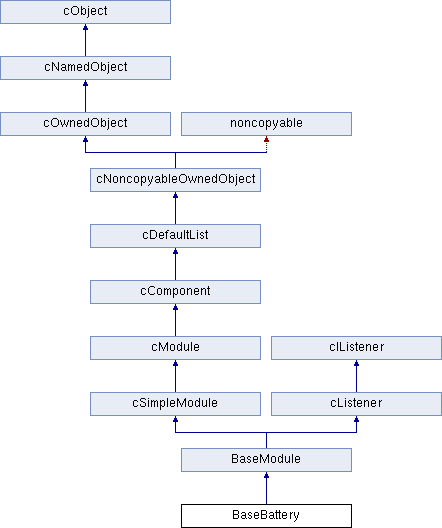 cObject
cNamedObject
cOwnedObject
noncopyable
cNoncopyableOwnedObject
cDefaultList
cComponent
cModule
cIListener
cSimpleModule
cListener
BaseModule
BaseBattery